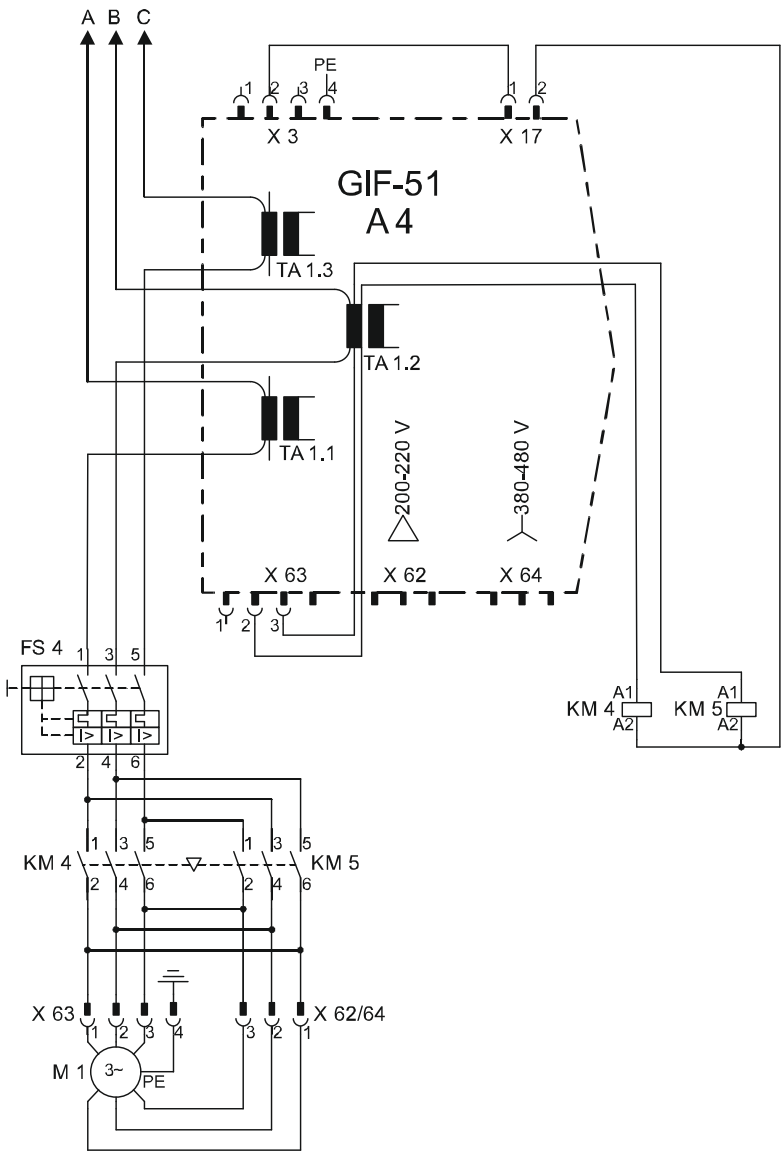 A B C
PE
1 2 3 4 1 2
X 3 X 17
GIF-51
A 4
TA 1.3
TA 1.2
TA 1.1
200-220 V 380-480 V
X 63 X 62 X 64
1 2 3
FS 4 1 3 5
I> I> I>
2 4 6
A1 A1
KM 4 KM 5
A2 A2
1 3 5 1 3 5
KM 4 KM 5
2 4 6 2 4 6
X 63 X 62/64
1 2 3 4 3 2 1
M 1 3~ PE